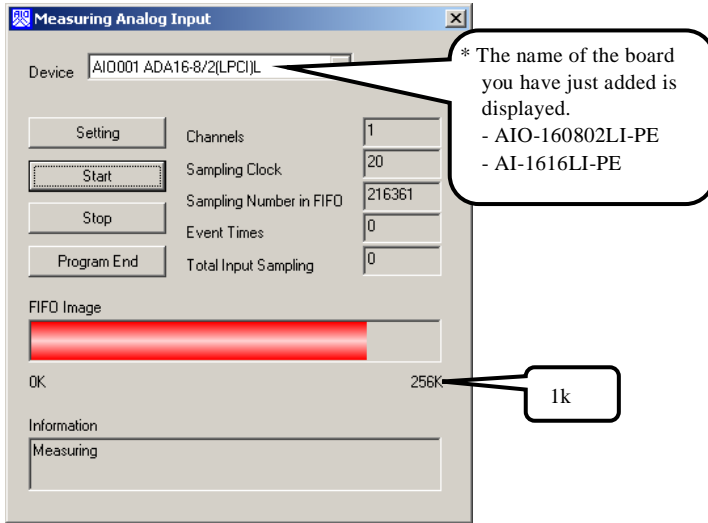 Measuring Analog Input
Device AIO001 ADA16-8/2(LPCI)L
* The name of the board
you have just added is
displayed.
- AIO-160802LI-PE
- AI-1616LI-PE
Setting
Start
Stop
Program End
Channels 1
Sampling Clock 20
Sampling Number in FIFO 216361
Event Times 0
Total Input Sampling 0
FIFO Image
0K 256K
1k
Information
Measuring